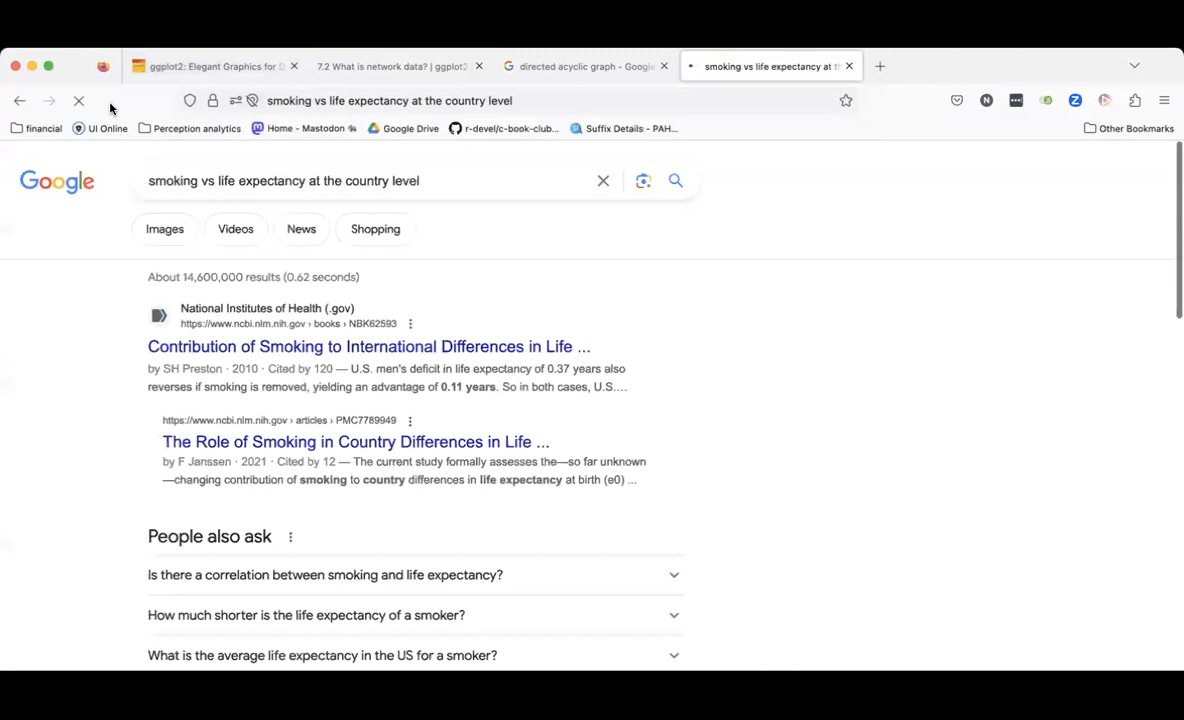 ggplot2: Elegant Graphics for D
7.2 What is network data? | ggplot2
directed acyclic graph - Google
smoking vs life expectancy at th
smoking vs life expectancy at the country level
financial
UI Online
Perception analytics
Home - Mastodon
Google Drive
r-devel/c-book-club...
Suffix Details - PAH...
Other Bookmarks
Google
smoking vs life expectancy at the country level
Images
Videos
News
Shopping
About 14,600,000 results (0.62 seconds)
National Institutes of Health (.gov)
https://www.ncbi.nlm.nih.gov › books › NBK62593
Contribution of Smoking to International Differences in Life ...
by SH Preston · 2010 · Cited by 120 — U.S. men's deficit in life expectancy of 0.37 years also
reverses if smoking is removed, yielding an advantage of 0.11 years. So in both cases, U.S....
https://www.ncbi.nlm.nih.gov › articles › PMC7789949
The Role of Smoking in Country Differences in Life ...
by F Janssen · 2021 · Cited by 12 — The current study formally assesses the—so far unknown
—changing contribution of smoking to country differences in life expectancy at birth (e0) ...
People also ask
Is there a correlation between smoking and life expectancy?
How much shorter is the life expectancy of a smoker?
What is the average life expectancy in the US for a smoker?